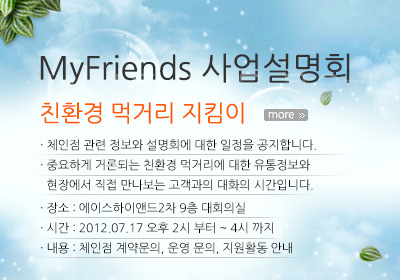 MyFriends 사업설명회
친환경 먹거리 지킴이 more »
· 체인점 관련 정보와 설명회에 대한 일정을 공지합니다.
· 중요하게 거론되는 친환경 먹거리에 대한 유통정보와
현장에서 직접 만나보는 고객과의 대화의 시간입니다.
· 장소 : 에이스하이앤드2차 9층 대회의실
· 시간 : 2012.07.17 오후 2시 부터 ~ 4시 까지
· 내용 : 체인점 계약문의, 운영 문의, 지원활동 안내